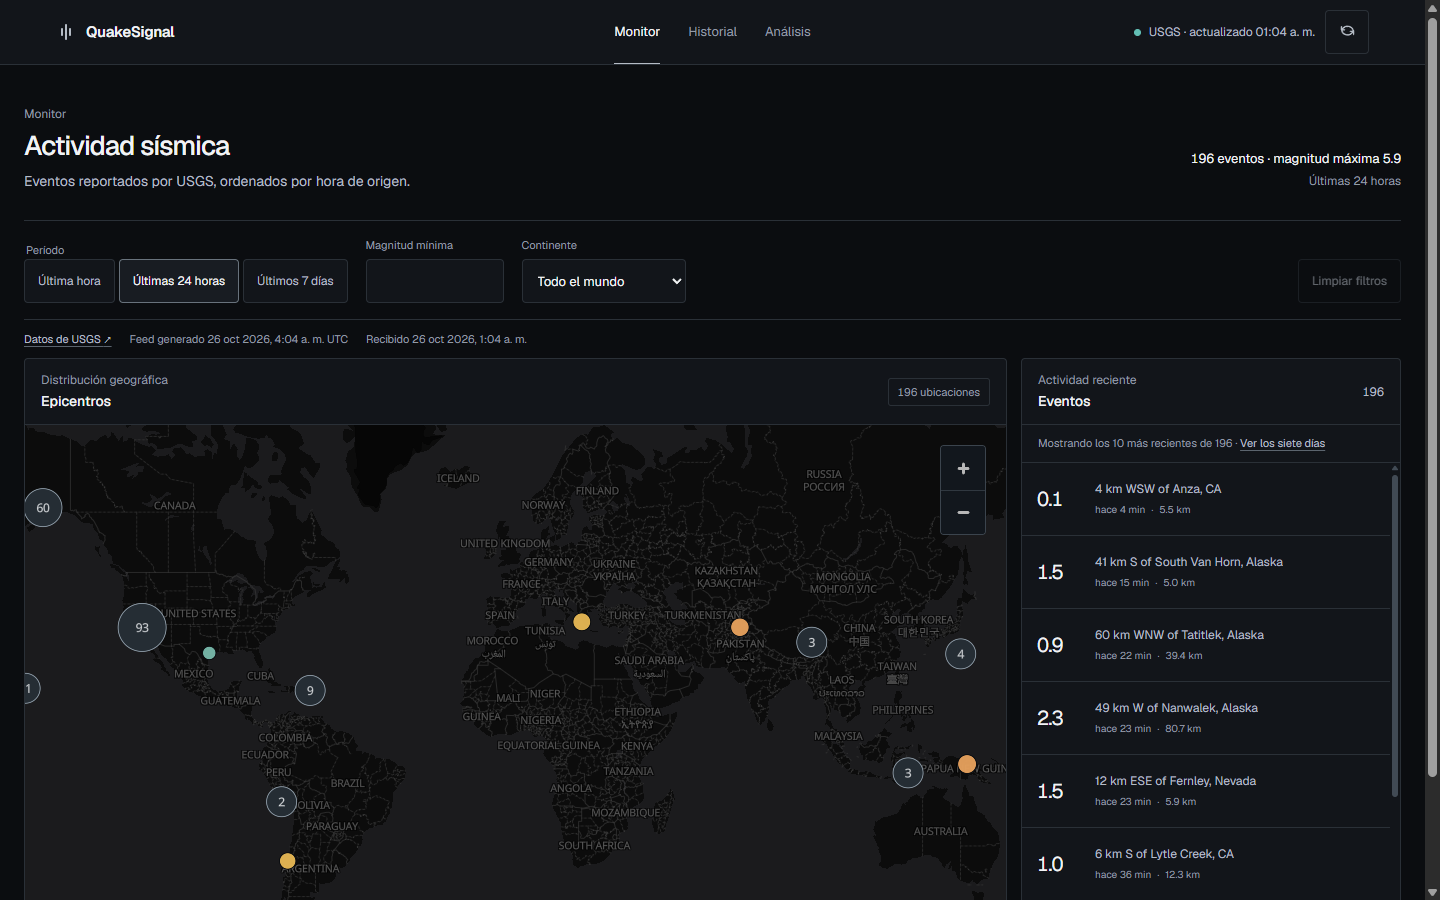 QuakeSignal
Monitor
Historial
Análisis
USGS · actualizado 01:04 a. m.
Monitor
Actividad sísmica
Eventos reportados por USGS, ordenados por hora de origen.
196 eventos · magnitud máxima 5.9
Últimas 24 horas
Período
Última hora
Últimas 24 horas
Últimos 7 días
Magnitud mínima
Continente
Todo el mundo
Limpiar filtros
Datos de USGS ↗
Feed generado 26 oct 2026, 4:04 a. m. UTC
Recibido 26 oct 2026, 1:04 a. m.
Distribución geográfica
Epicentros
196 ubicaciones
+
−
ICELAND
RUSSIA
РОССИЯ
FINLAND
60
CANADA
NORWAY
UNITED KINGDOM
GERMANY
UKRAINE
УКРАЇНА
KAZAKHSTAN
ҚАЗАҚСТАН
MONGOLIA
МОНГОЛ УЛС
FRANCE
ITALY
93
UNITED STATES
SPAIN
TURKEY
TURKMENISTAN
SOUTH KOREA
대한민국
CHINA
中国
TUNISIA
تونس
MOROCCO
المغرب
PAKISTAN
پاکستان
3
4
SAUDI ARABIA
السعودية
TAIWAN
臺灣
MEXICO
CUBA
LAOS
1
9
GUATEMALA
MALI
NIGER
PHILIPPINES
GUINEA
NIGERIA
ETHIOPIA
COLOMBIA
EQUATORIAL GUINEA
KENYA
MALAYSIA
ECUADOR
PERU
TANZANIA
3
PAPUA
GUIN
BRAZIL
ANGOLA
2
OLIVIA
MOZAMBIQUE
PARAGUAY
AUSTRALIA
SOUTH AFRICA
ARGENTINA
Actividad reciente
Eventos
196
Mostrando los 10 más recientes de 196 · Ver los siete días
0.1
4 km WSW of Anza, CA
hace 4 min · 5.5 km
1.5
41 km S of South Van Horn, Alaska
hace 15 min · 5.0 km
0.9
60 km WNW of Tatitlek, Alaska
hace 22 min · 39.4 km
2.3
49 km W of Nanwalek, Alaska
hace 23 min · 80.7 km
1.5
12 km ESE of Fernley, Nevada
hace 23 min · 5.9 km
1.0
6 km S of Lytle Creek, CA
hace 36 min · 12.3 km